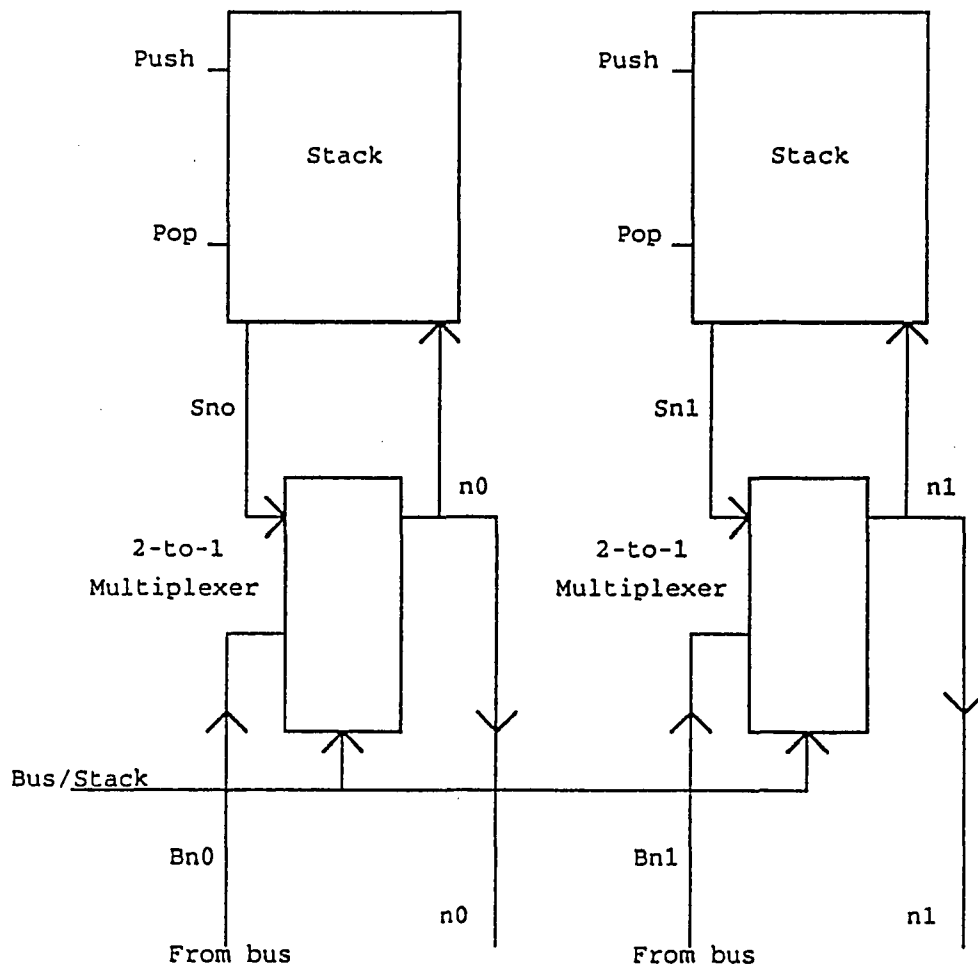 Push
Push
Stack
Stack
Pop
Pop
Sno
Sn1
n0
n1
2-to-1
Multiplexer
2-to-1
Multiplexer
Bus/Stack
Bn0
Bn1
n0
n1
From bus
From bus